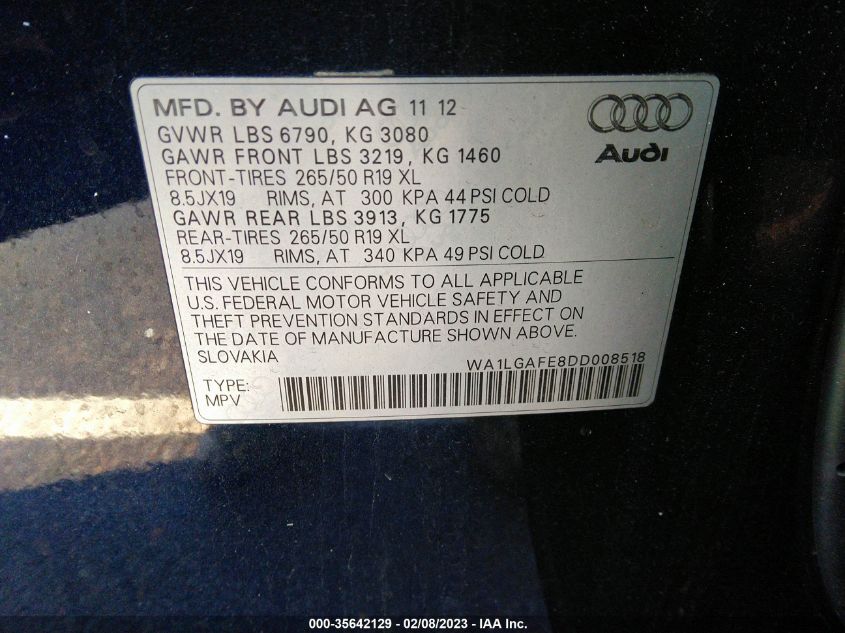 MFD. BY AUDI AG 11 12
GVWR LBS 6790, KG 3080
GAWR FRONT LBS 3219, KG 1460
FRONT-TIRES 265/50 R19 XL
8.5JX19 RIMS, AT 300 KPA 44 PSI COLD
GAWR REAR LBS 3913, KG 1775
REAR-TIRES 265/50 R19 XL
8.5JX19 RIMS, AT 340 KPA 49 PSI COLD
Audi
THIS VEHICLE CONFORMS TO ALL APPLICABLE
U.S. FEDERAL MOTOR VEHICLE SAFETY AND
THEFT PREVENTION STANDARDS IN EFFECT ON
THE DATE OF MANUFACTURE SHOWN ABOVE.
SLOVAKIA WA1LGAFE8DD008518
TYPE:
MPV
000-35642129 | 02/08/2023 | IAA Inc.